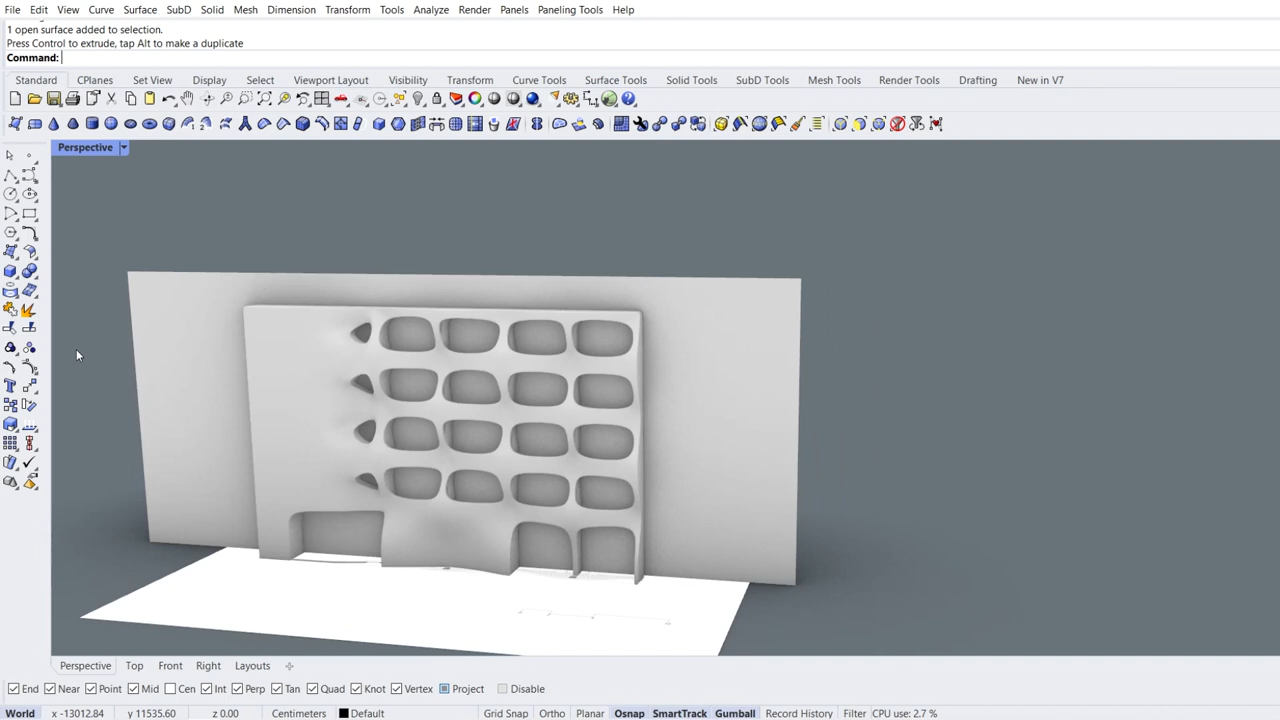 File Edit View Curve Surface SubD Solid Mesh Dimension Transform Tools Analyze Render Panels Paneling Tools Help
1 open surface added to selection.
Press Control to extrude, tap Alt to make a duplicate
Command:
Standard CPlanes Set View Display Select Viewport Layout Visibility Transform Curve Tools Surface Tools Solid Tools SubD Tools Mesh Tools Render Tools Drafting New in V7
Perspective
Perspective Top Front Right Layouts
End Near Point Mid Cen Int Perp Tan Quad Knot Vertex Project Disable
World x -13012.84 y 11535.60 z 0.00 Centimeters Default Grid Snap Ortho Planar Osnap SmartTrack Gumball Record History Filter CPU use: 2.7 %